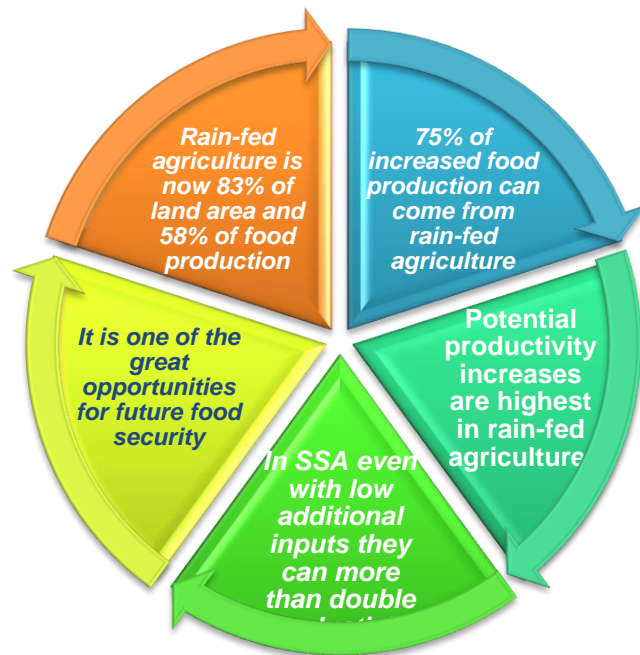 Rain-fed
agriculture is
now 83% of
land area and
58% of food
production
75% of
increased food
production can
come from
rain-fed
agriculture
Potential
productivity
increases
are highest
in rain-fed
agriculture
In SSA even
with low
additional
inputs they
can more
than double
It is one of the
great
opportunities
for future food
security